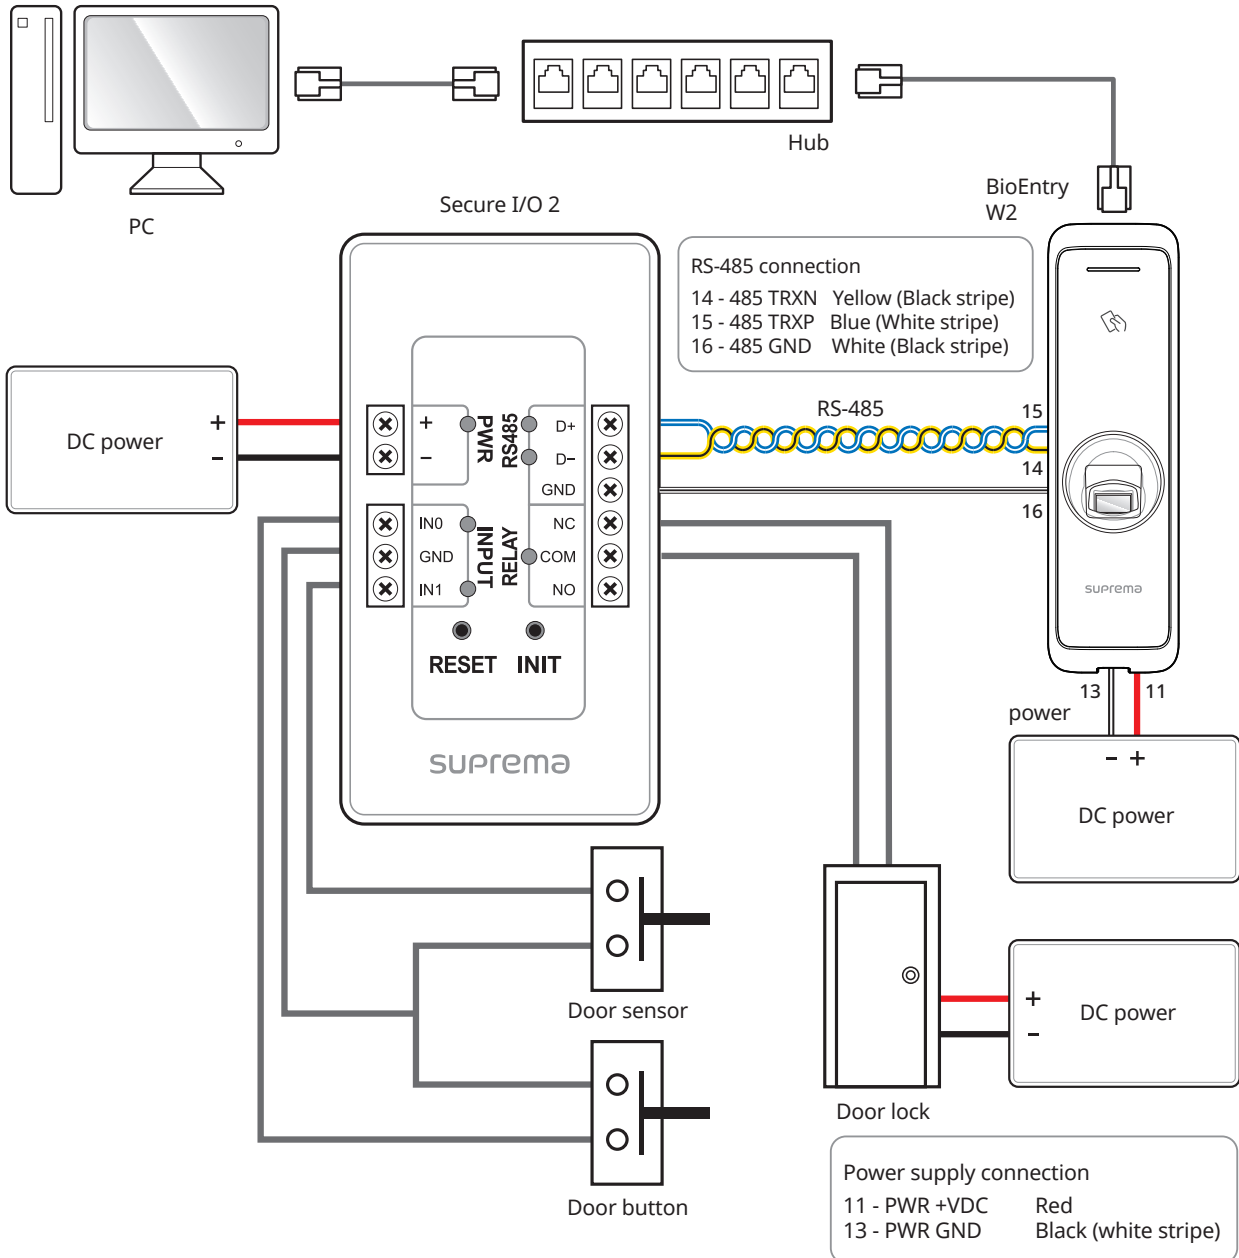 PC
Hub
BioEntry
W2
Secure I/O 2
RS-485 connection
14 - 485 TRXN Yellow (Black stripe)
15 - 485 TRXP Blue (White stripe)
16 - 485 GND White (Black stripe)
DC power
+
−
+
−
PWR
RS485
D+
D−
GND
IN0
GND
IN1
INPUT
RELAY
NC
COM
NO
RESET INIT
suprema
RS-485
15
14
16
suprema
13
11
power
− +
DC power
Door sensor
Door button
Door lock
+
−
DC power
Power supply connection
11 - PWR +VDC Red
13 - PWR GND Black (white stripe)